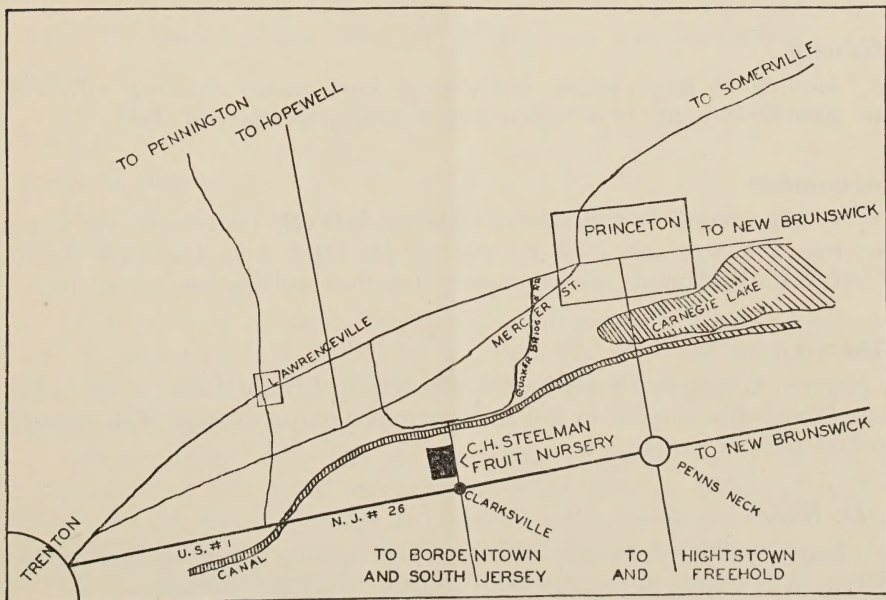 TO SOMERVILLE
TO PENNINGTON
TO HOPEWELL
PRINCETON
TO NEW BRUNSWICK
CARNEGIE LAKE
MERCER ST.
QUAKER BRIDGE RD.
LAWRENCEVILLE
C.H. STEELMAN
FRUIT NURSERY
TO NEW BRUNSWICK
PENNS NECK
CLARKSVILLE
N.J. # 26
U.S. # 1
CANAL
TRENTON
TO BORDENTOWN
AND SOUTH JERSEY
TO HIGHTSTOWN
AND FREEHOLD